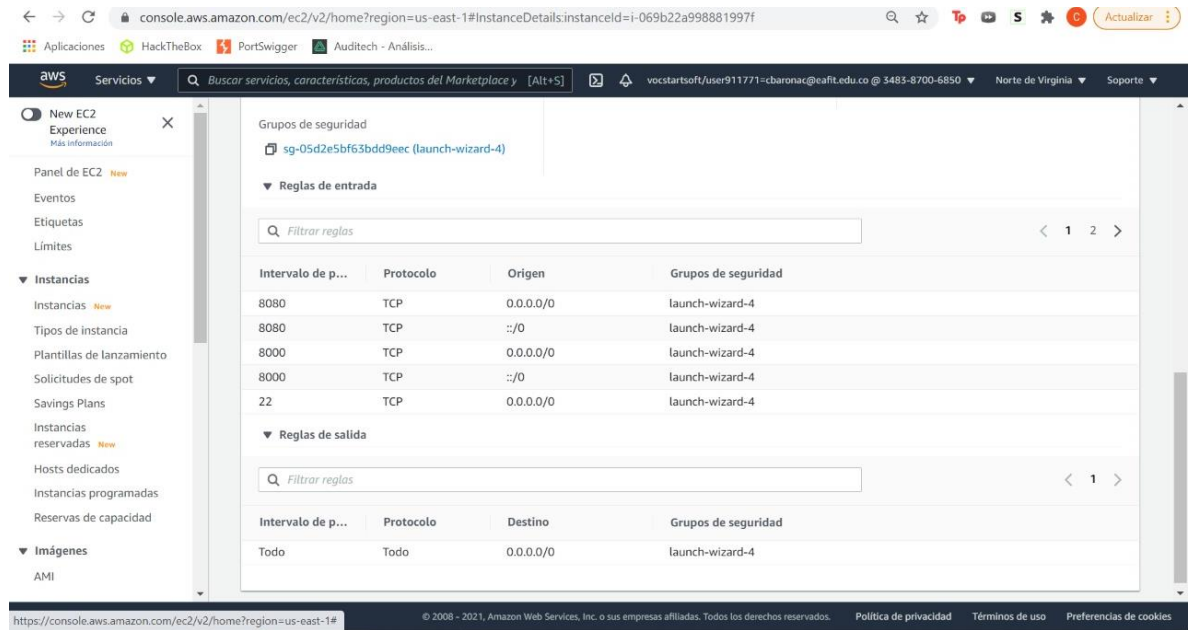 console.aws.amazon.com/ec2/v2/home?region=us-east-1#InstanceDetails:instanceId=i-069b22a998881997f
Tp
S
C
Actualizar
Aplicaciones
HackTheBox
PortSwigger
Auditech - Análisis...
aws
Servicios
Buscar servicios, características, productos del Marketplace y
[Alt+S]
vocstartsoft/user911771=cbaronac@eafit.edu.co @ 3483-8700-6850
Norte de Virginia
Soporte
New EC2
Experience
Más información
Panel de EC2 New
Eventos
Etiquetas
Límites
Instancias
Instancias New
Tipos de instancia
Plantillas de lanzamiento
Solicitudes de spot
Savings Plans
Instancias
reservadas New
Hosts dedicados
Instancias programadas
Reservas de capacidad
Imágenes
AMI
Grupos de seguridad
sg-05d2e5bf63bdd9eec (launch-wizard-4)
Reglas de entrada
Filtrar reglas
1 2
Intervalo de p... Protocolo Origen Grupos de seguridad
8080 TCP 0.0.0.0/0 launch-wizard-4
8080 TCP ::/0 launch-wizard-4
8000 TCP 0.0.0.0/0 launch-wizard-4
8000 TCP ::/0 launch-wizard-4
22 TCP 0.0.0.0/0 launch-wizard-4
Reglas de salida
Filtrar reglas
1
Intervalo de p... Protocolo Destino Grupos de seguridad
Todo Todo 0.0.0.0/0 launch-wizard-4
https://console.aws.amazon.com/ec2/v2/home?region=us-east-1#
© 2008 - 2021, Amazon Web Services, Inc. o sus empresas afiliadas. Todos los derechos reservados.
Política de privacidad
Términos de uso
Preferencias de cookies